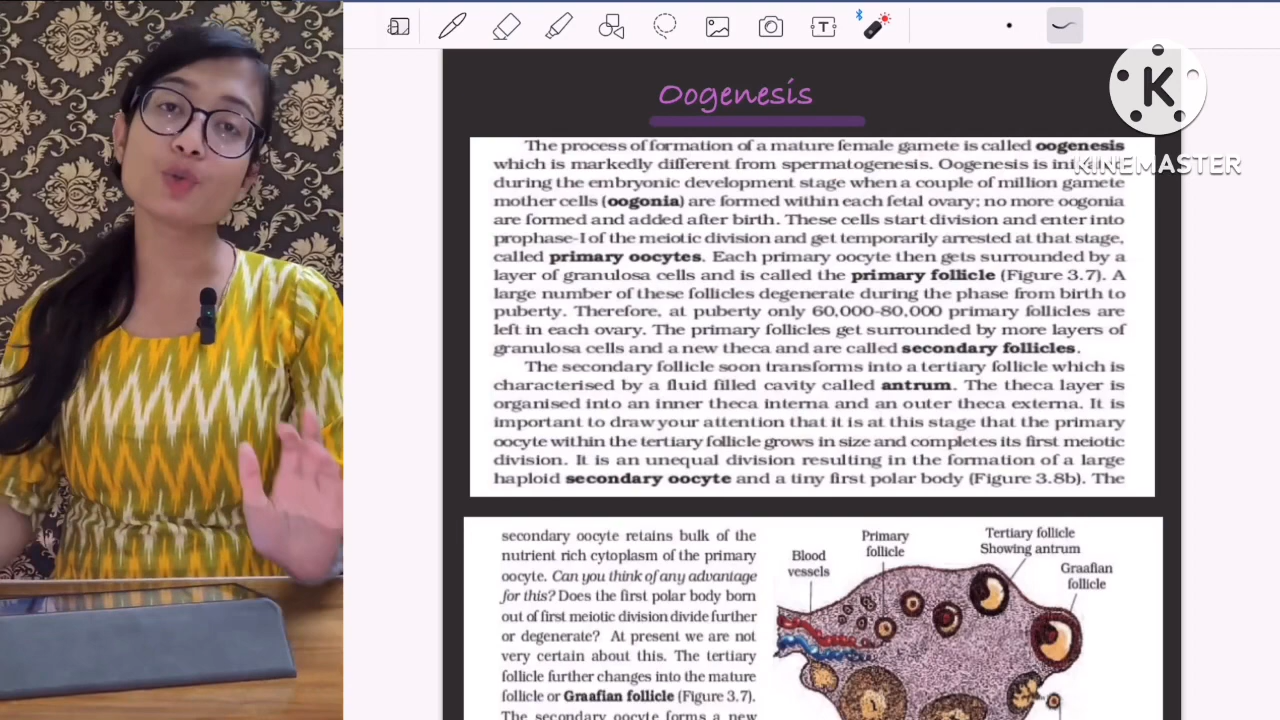 Oogenesis
K
KINEMASTER
The process of formation of a mature female gamete is called oogenesis
which is markedly different from spermatogenesis. Oogenesis is
during the embryonic development stage when a couple of million gamete
mother cells (oogonia) are formed within each fetal ovary; no more oogonia
are formed and added after birth. These cells start division and enter into
prophase-I of the meiotic division and get temporarily arrested at that stage,
called primary oocytes. Each primary oocyte then gets surrounded by a
layer of granulosa cells and is called the primary follicle (Figure 3.7). A
large number of these follicles degenerate during the phase from birth to
puberty. Therefore, at puberty only 60,000-80,000 primary follicles are
left in each ovary. The primary follicles get surrounded by more layers of
granulosa cells and a new theca and are called secondary follicles.
The secondary follicle soon transforms into a tertiary follicle which is
characterised by a fluid filled cavity called antrum. The theca layer is
organised into an inner theca interna and an outer theca externa. It is
important to draw your attention that it is at this stage that the primary
oocyte within the tertiary follicle grows in size and completes its first meiotic
division. It is an unequal division resulting in the formation of a large
haploid secondary oocyte and a tiny first polar body (Figure 3.8b). The
secondary oocyte retains bulk of the
nutrient rich cytoplasm of the primary
oocyte. Can you think of any advantage
for this? Does the first polar body born
out of first meiotic division divide further
or degenerate? At present we are not
very certain about this. The tertiary
follicle further changes into the mature
follicle or Graafian follicle (Figure 3.7).
The secondary oocyte forms a new
Blood
vessels
Primary
follicle
Tertiary follicle
Showing antrum
Graafian
follicle